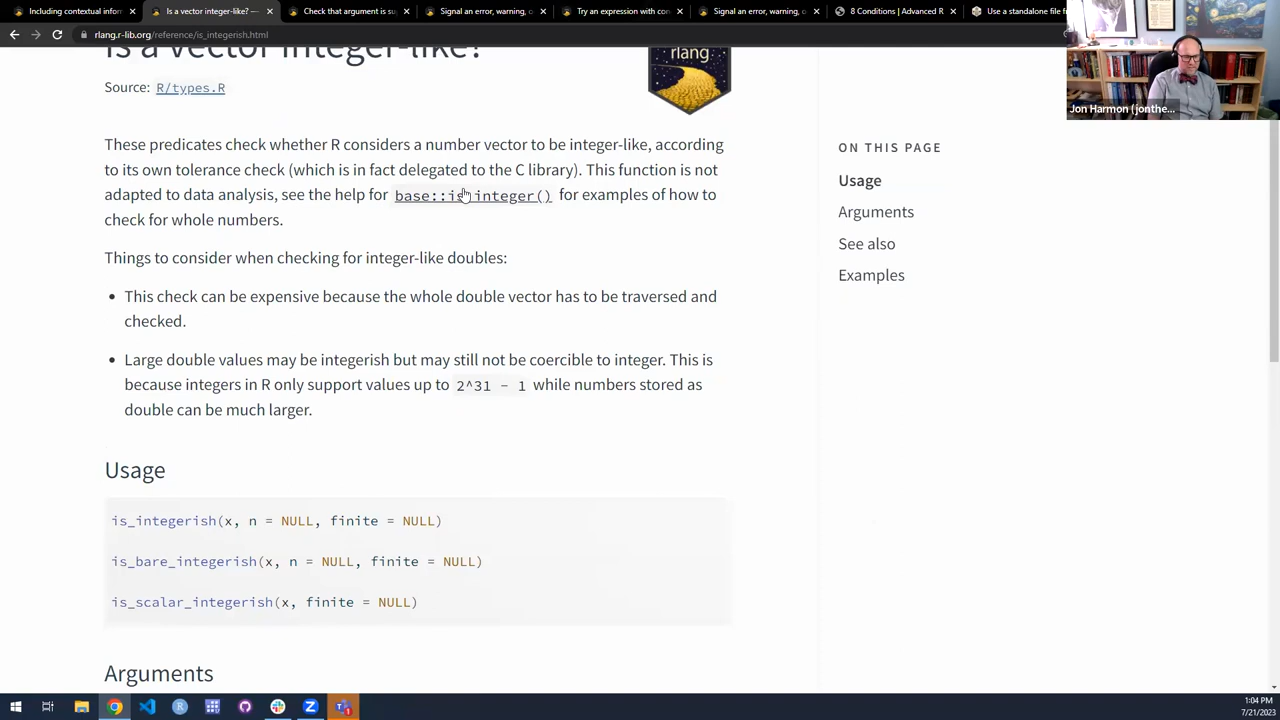 Including contextual inform
Is a vector integer-like? —
Check that argument is su
Signal an error, warning, o
Try an expression with con
Signal an error, warning, o
8 Conditions | Advanced R
Use a standalone file f
rlang.r-lib.org/reference/is_integerish.html
Is a vector integer-like?
rlang
Source: R/types.R
Jon Harmon (jonthe...
These predicates check whether R considers a number vector to be integer-like, according
to its own tolerance check (which is in fact delegated to the C library). This function is not
adapted to data analysis, see the help for base::is.integer() for examples of how to
check for whole numbers.
Things to consider when checking for integer-like doubles:
• This check can be expensive because the whole double vector has to be traversed and
checked.
• Large double values may be integerish but may still not be coercible to integer. This is
because integers in R only support values up to 2^31 - 1 while numbers stored as
double can be much larger.
Usage
is_integerish(x, n = NULL, finite = NULL)
is_bare_integerish(x, n = NULL, finite = NULL)
is_scalar_integerish(x, finite = NULL)
Arguments
ON THIS PAGE
Usage
Arguments
See also
Examples
1:04 PM
7/21/2023